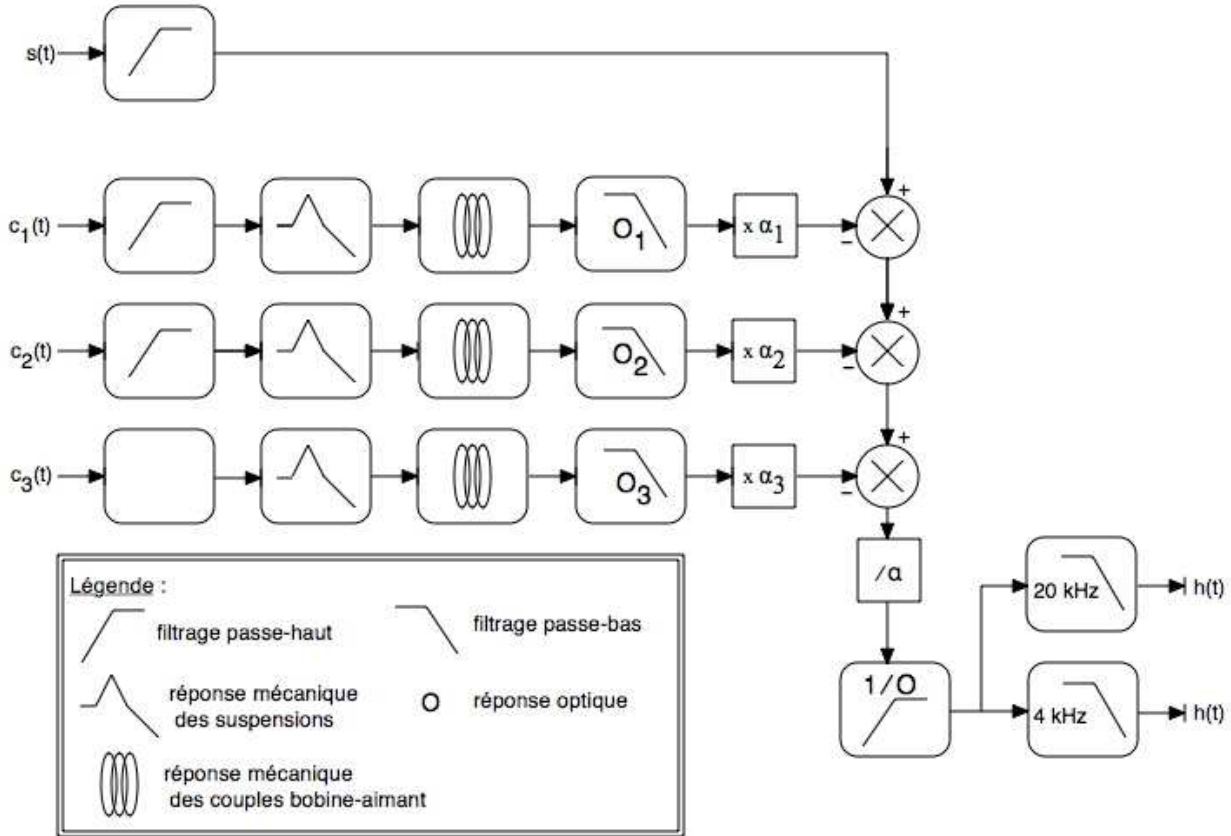 s(t)
+
c1(t)
O1
x α1
−
+
c2(t)
O2
x α2
−
+
c3(t)
O3
x α3
−
/α
1/O
20 kHz
h(t)
4 kHz
h(t)
Légende :
filtrage passe-haut
filtrage passe-bas
réponse mécanique
des suspensions
O
réponse optique
réponse mécanique
des couples bobine-aimant